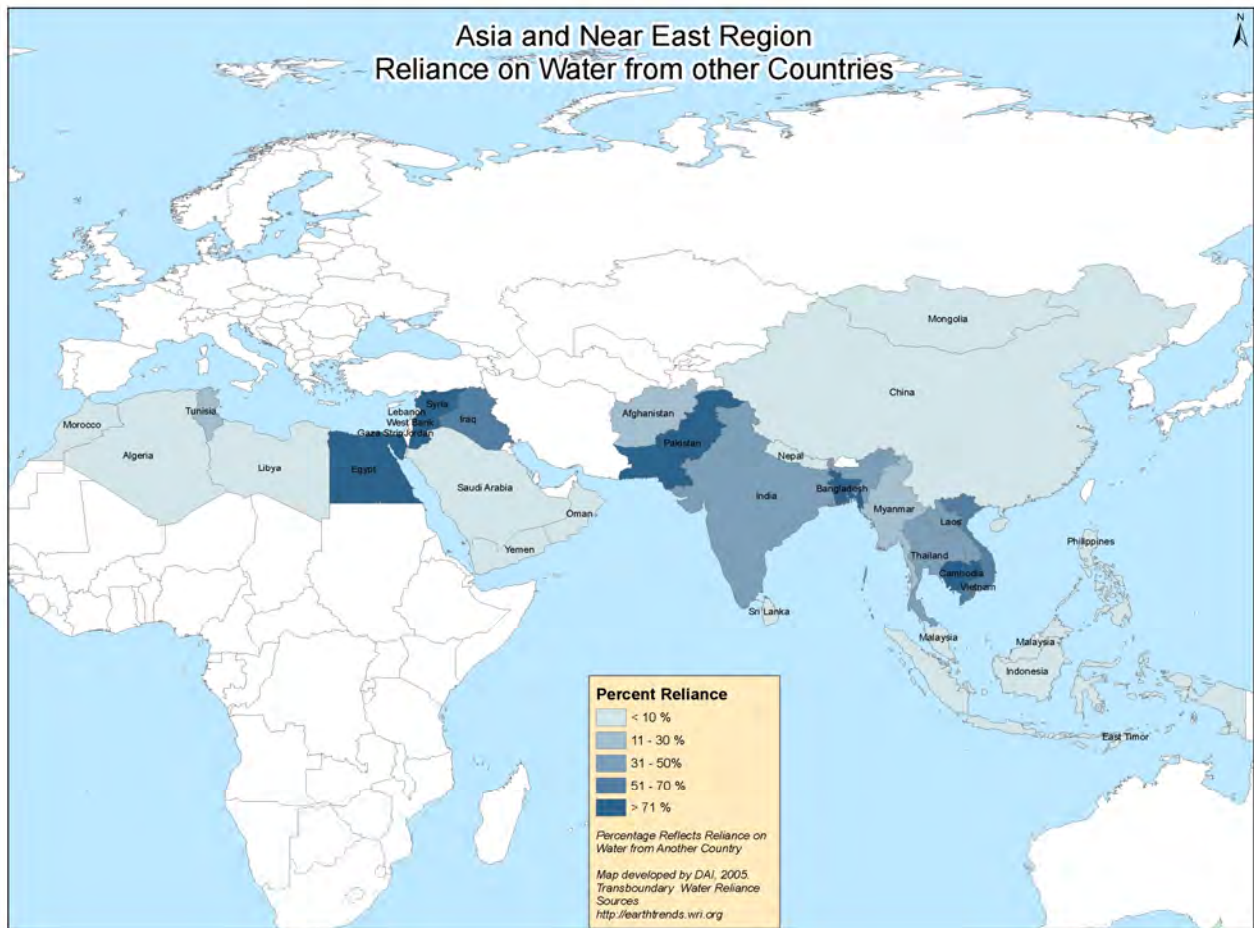 N
Asia and Near East Region
Reliance on Water from other Countries
Mongolia
China
Tunisia
Lebanon
Syria
West Bank
Iraq
Gaza Strip
Jordan
Morocco
Algeria
Libya
Egypt
Saudi Arabia
Oman
Yemen
Afghanistan
Pakistan
Nepal
India
Bangladesh
Myanmar
Laos
Thailand
Cambodia
Vietnam
Philippines
Sri Lanka
Malaysia
Malaysia
Indonesia
East Timor
Percent Reliance
< 10 %
11 - 30 %
31 - 50%
51 - 70 %
> 71 %
Percentage Reflects Reliance on
Water from Another Country
Map developed by DAI, 2005.
Transboundary Water Reliance
Sources
http://earthtrends.wri.org